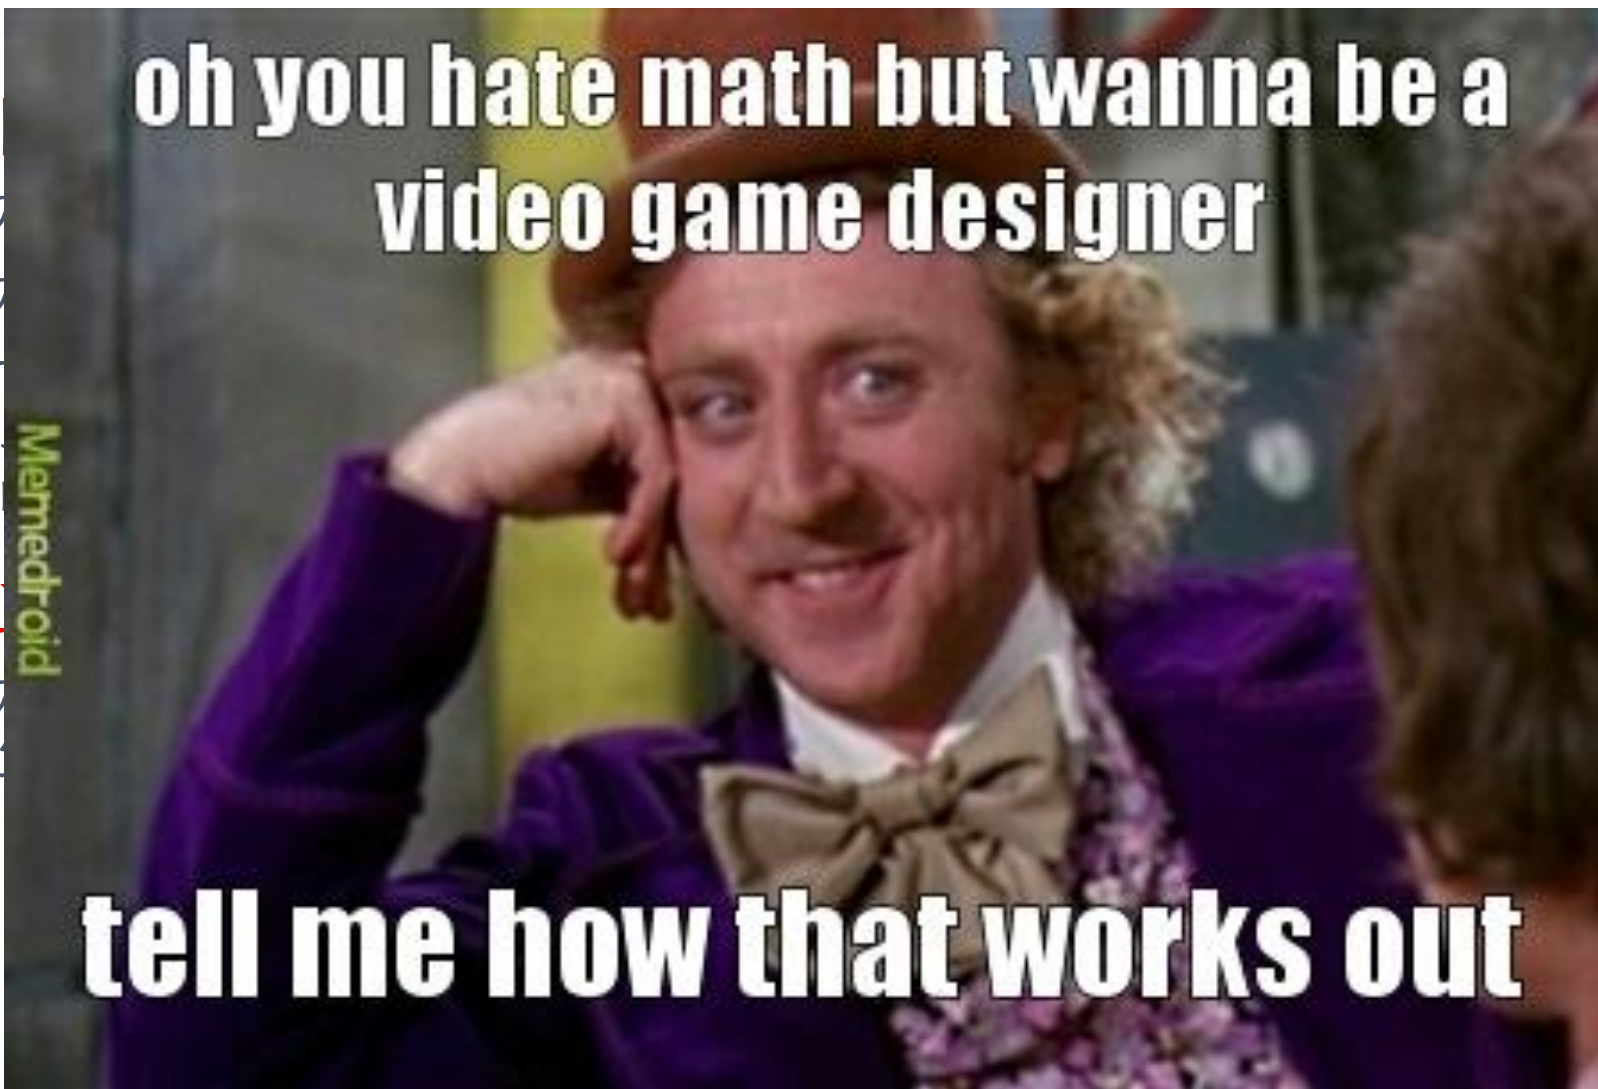 oh you hate math but wanna be a
video game designer
Memedroid
tell me how that works out